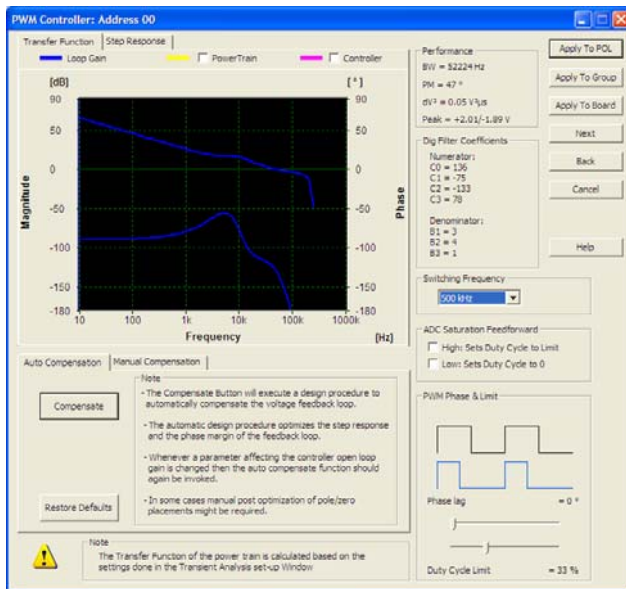 PWM Controller: Address 00
Transfer Function
Step Response
Loop Gain
PowerTrain
Controller
[dB]
[°]
90
50
0
-50
-100
-150
-180
Magnitude
90
50
0
-50
-100
-150
-180
Phase
10
100
1k
10k
100k
1000k
Frequency
[Hz]
Auto Compensation
Manual Compensation
Compensate
Restore Defaults
Note
- The Compensate Button will execute a design procedure to
automatically compensate the voltage feedback loop.
- The automatic design procedure optimizes the step response
and the phase margin of the feedback loop.
- Whenever a parameter affecting the controller open loop
gain is changed then the auto compensate function should
again be invoked.
- In some cases manual post optimization of pole/zero
placements might be required.
Note
The Transfer Function of the power train is calculated based on the
settings done in the Transient Analysis set-up Window
Performance
BW = 52224 Hz
PM = 47 °
dV² = 0.05 V²µs
Peak = +2.01/-1.89 V
Dig Filter Coefficients
Numerator:
C0 = 136
C1 = -75
C2 = -133
C3 = 78
Denominator:
B1 = 3
B2 = 4
B3 = 1
Switching Frequency
500 kHz
ADC Saturation Feedforward
High: Sets Duty Cycle to Limit
Low: Sets Duty Cycle to 0
PWM Phase & Limit
Phase lag = 0 °
Duty Cycle Limit = 33 %
Apply To POL
Apply To Group
Apply To Board
Next
Back
Cancel
Help